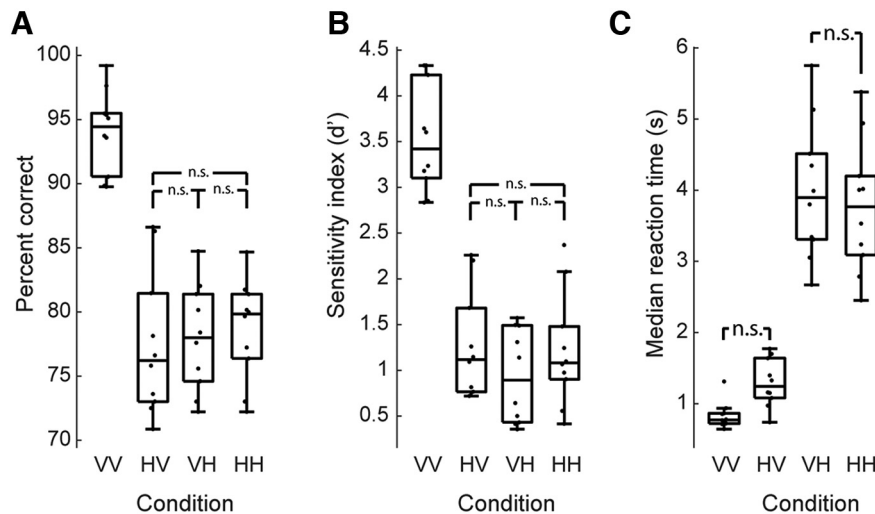 A
Percent correct
100
95
90
85
80
75
70
n.s.
n.s.
n.s.
VV HV VH HH
Condition
B
Sensitivity index (d')
4.5
4
3.5
3
2.5
2
1.5
1
0.5
n.s.
n.s.
n.s.
VV HV VH HH
Condition
C
Median reaction time (s)
6
5
4
3
2
1
n.s.
n.s.
VV HV VH HH
Condition